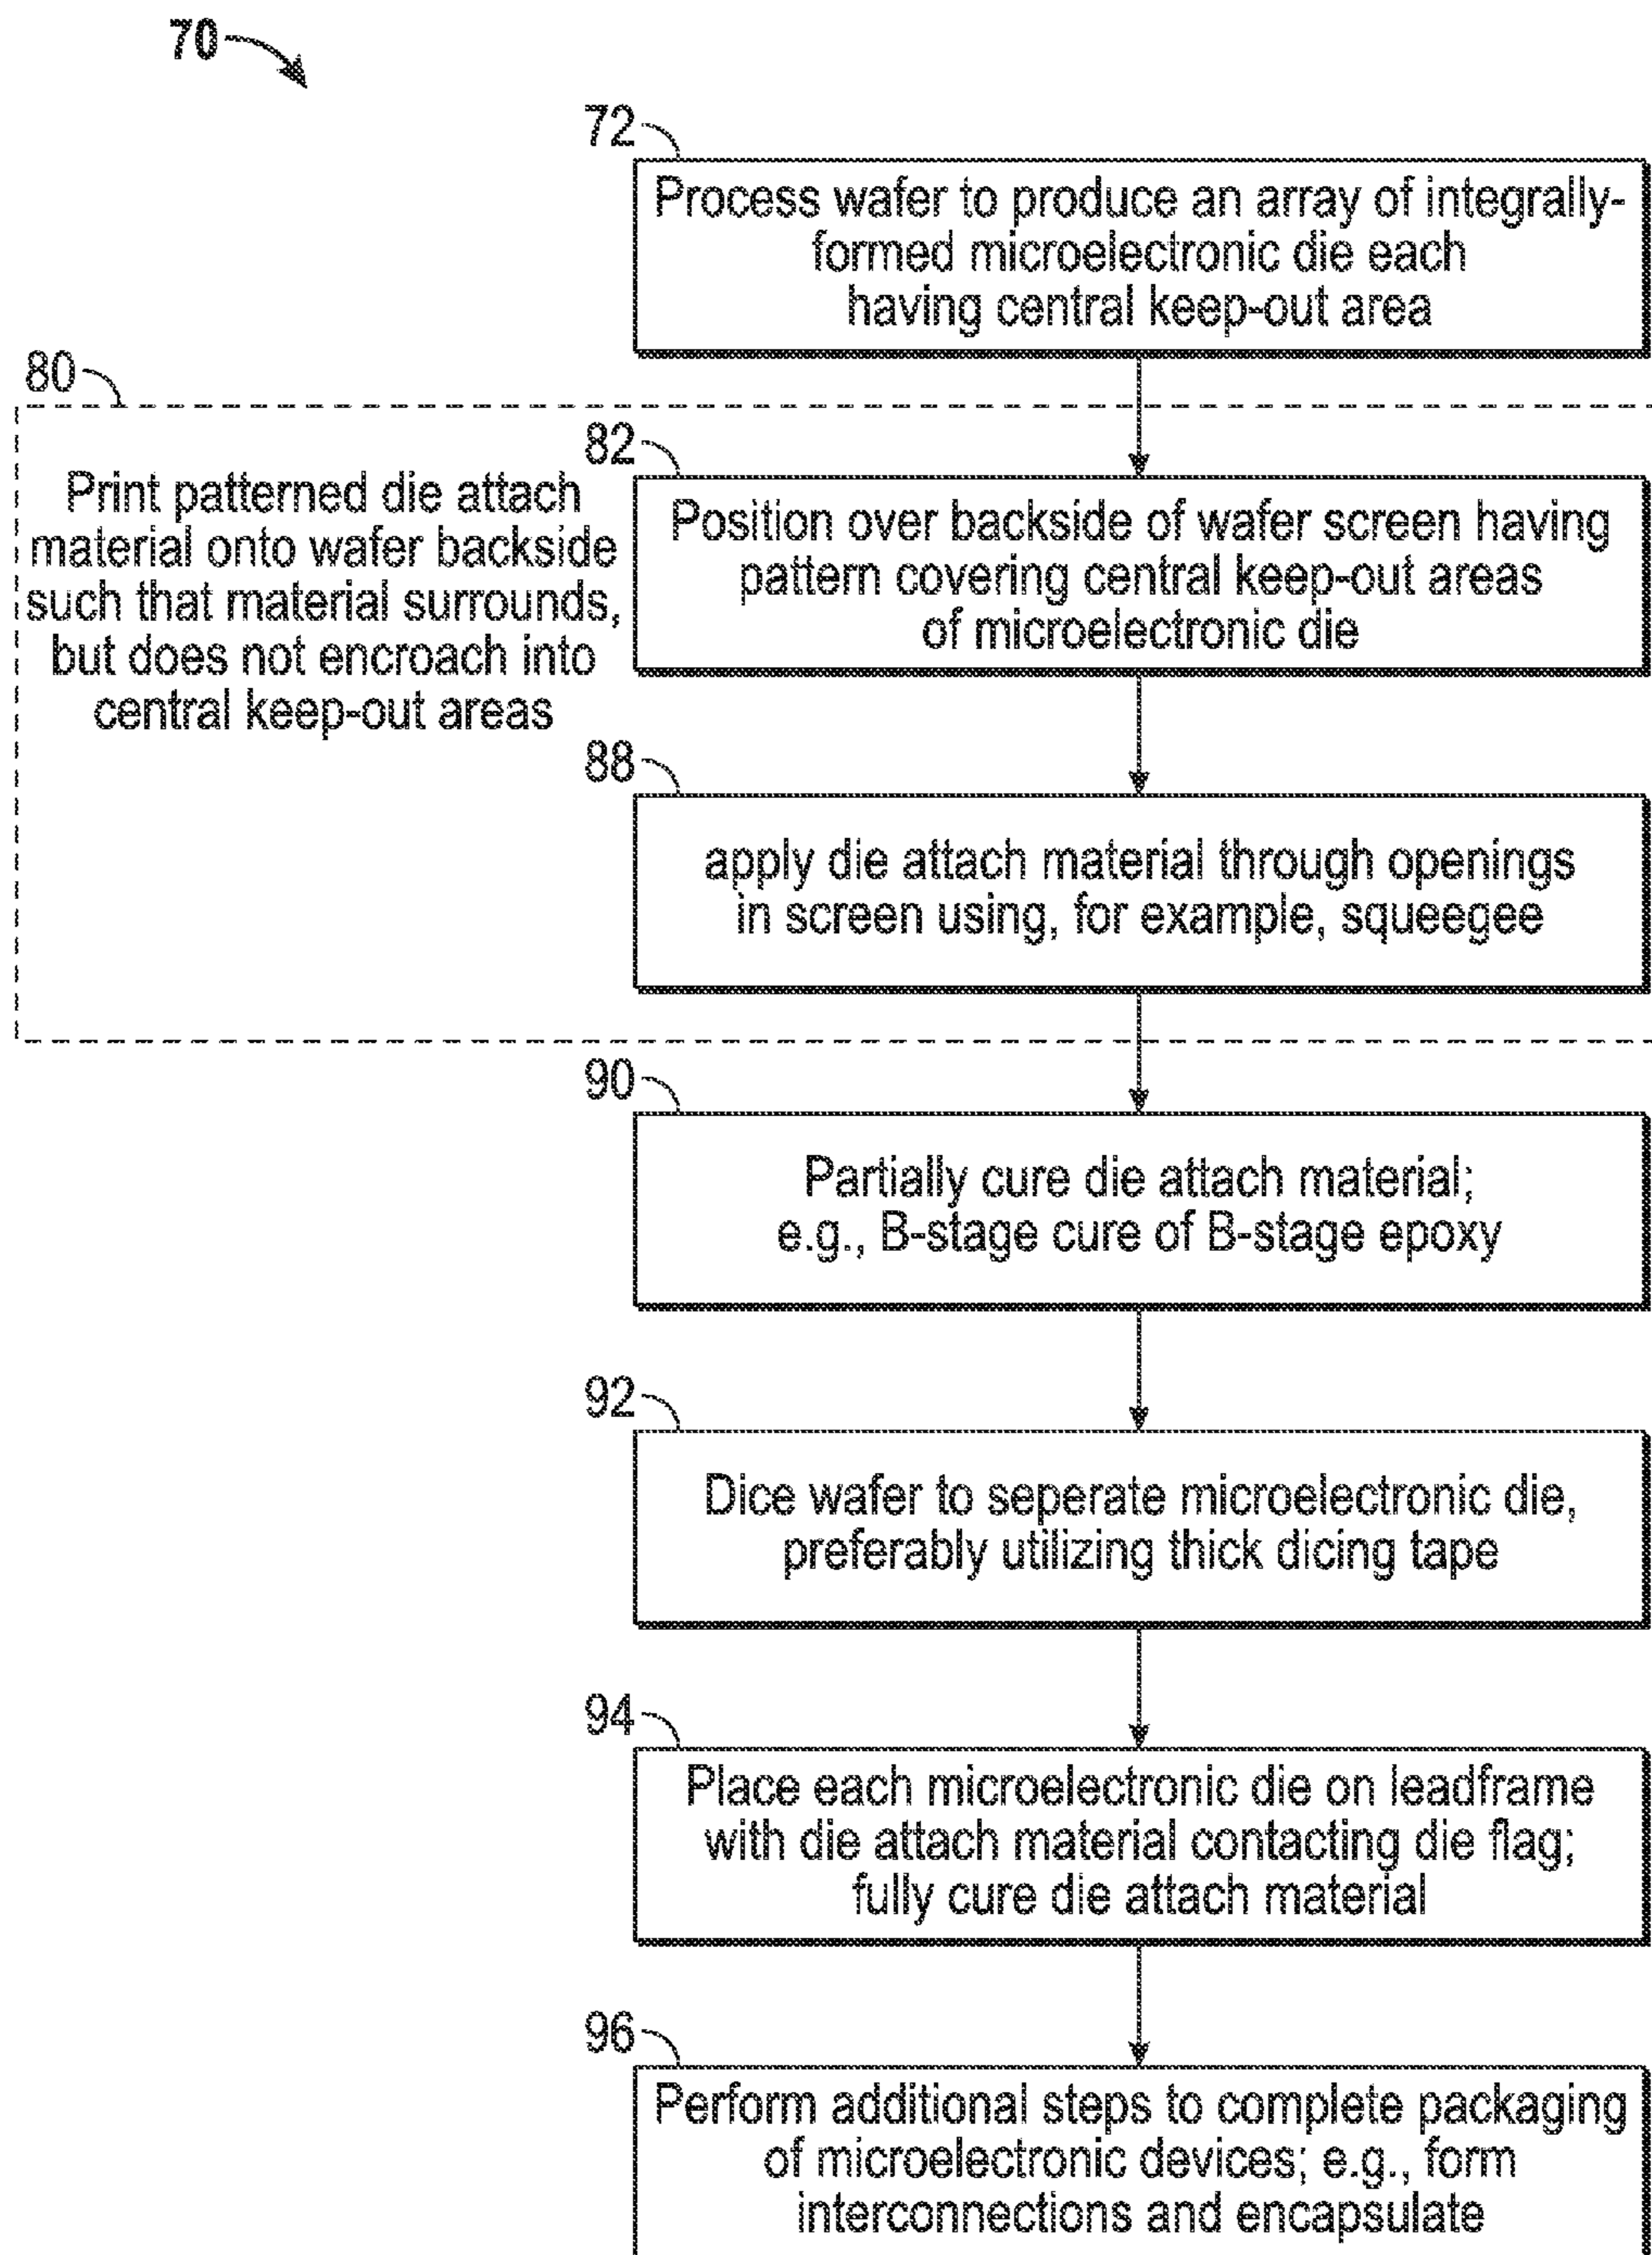 70
72
Process wafer to produce an array of integrally-
formed microelectronic die each
having central keep-out area
80
Print patterned die attach
material onto wafer backside
such that material surrounds,
but does not encroach into
central keep-out areas
82
Position over backside of wafer screen having
pattern covering central keep-out areas
of microelectronic die
88
apply die attach material through openings
in screen using, for example, squeegee
90
Partially cure die attach material;
e.g., B-stage cure of B-stage epoxy
92
Dice wafer to seperate microelectronic die,
preferably utilizing thick dicing tape
94
Place each microelectronic die on leadframe
with die attach material contacting die flag;
fully cure die attach material
96
Perform additional steps to complete packaging
of microelectronic devices; e.g., form
interconnections and encapsulate